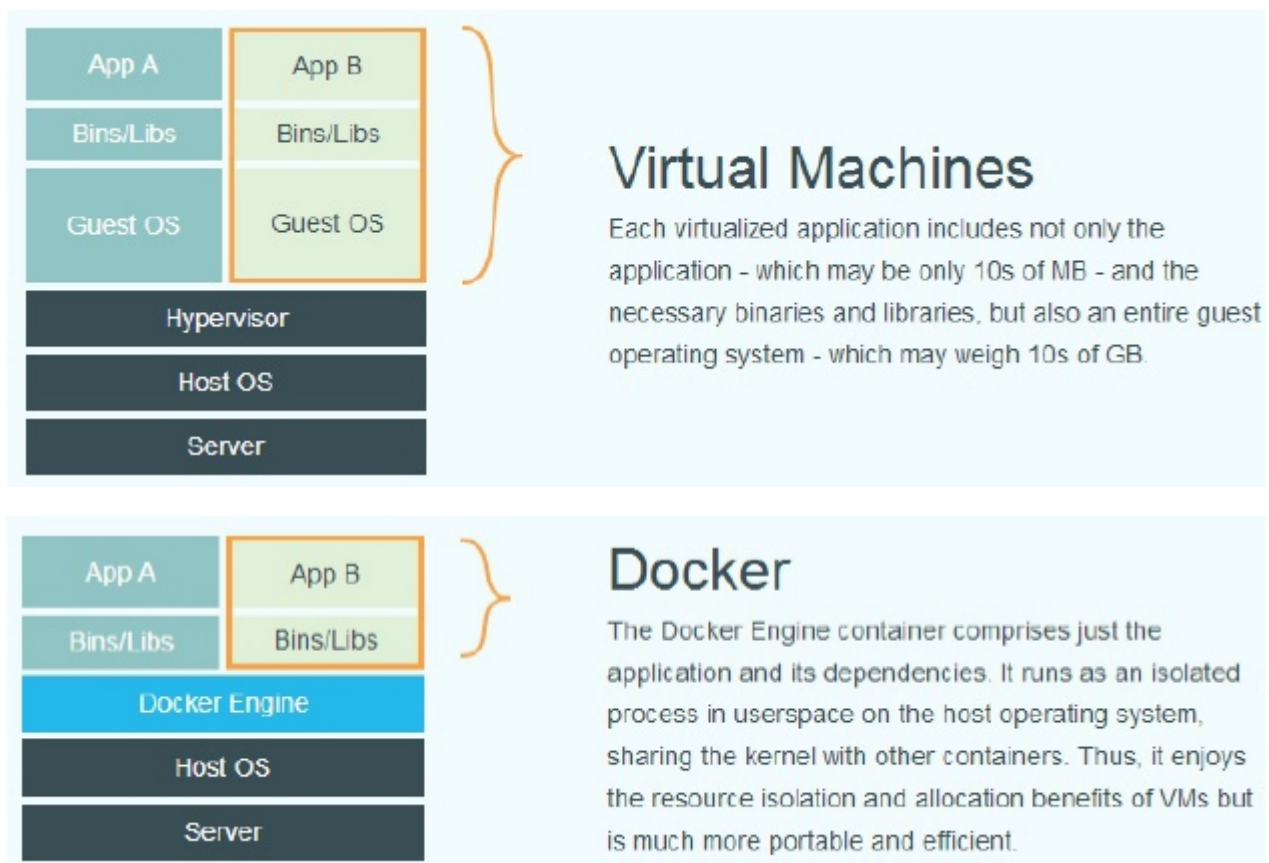 App A App B
Bins/Libs Bins/Libs
Guest OS Guest OS
Hypervisor
Host OS
Server
Virtual Machines
Each virtualized application includes not only the
application - which may be only 10s of MB - and the
necessary binaries and libraries, but also an entire guest
operating system - which may weigh 10s of GB.
App A App B
Bins/Libs Bins/Libs
Docker Engine
Host OS
Server
Docker
The Docker Engine container comprises just the
application and its dependencies. It runs as an isolated
process in userspace on the host operating system,
sharing the kernel with other containers. Thus, it enjoys
the resource isolation and allocation benefits of VMs but
is much more portable and efficient.